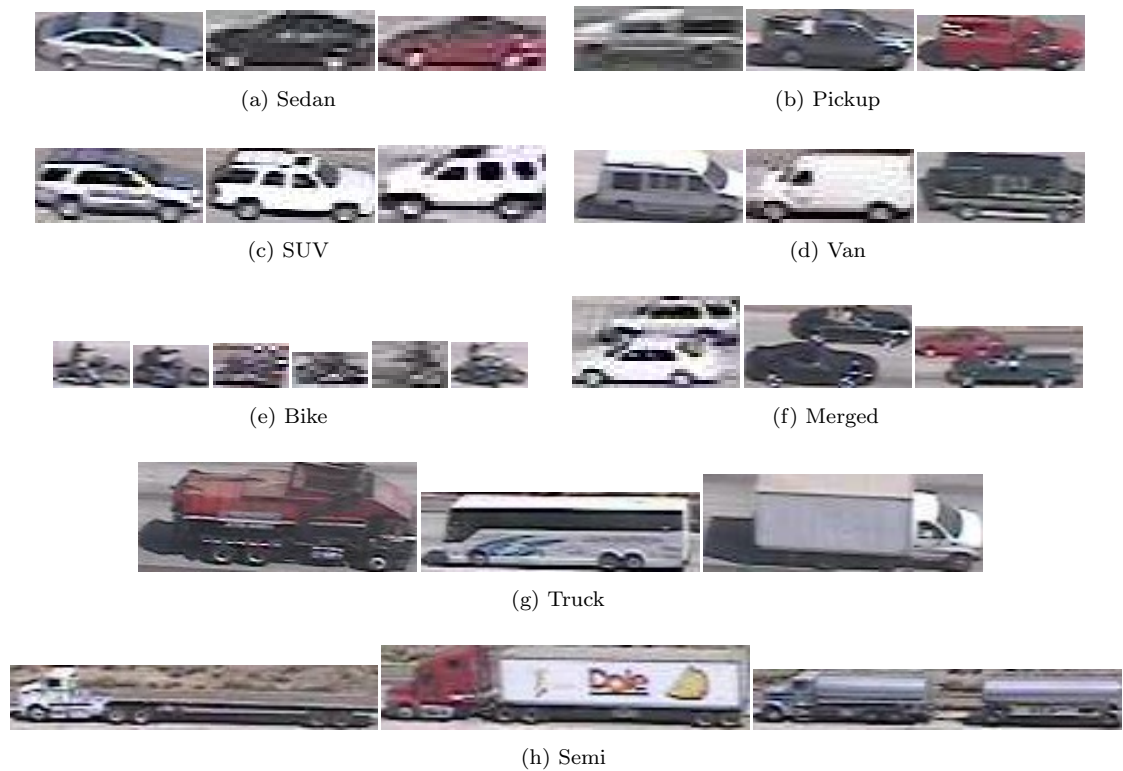 (a) Sedan
(b) Pickup
(c) SUV
(d) Van
(e) Bike
(f) Merged
(g) Truck
Dole
(h) Semi